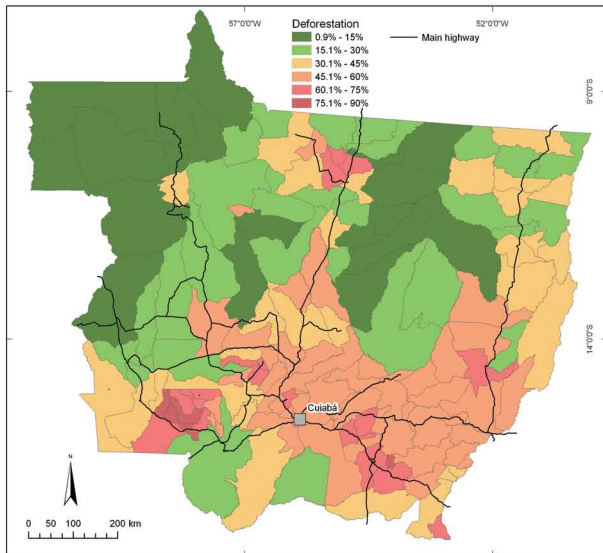 57°0'0"W
52°0'0"W
Deforestation
0.9% - 15%
15.1% - 30%
30.1% - 45%
45.1% - 60%
60.1% - 75%
75.1% - 90%
Main highway
9°0'0"S
14°0'0"S
Cuiabá
N
0 50 100 200 km